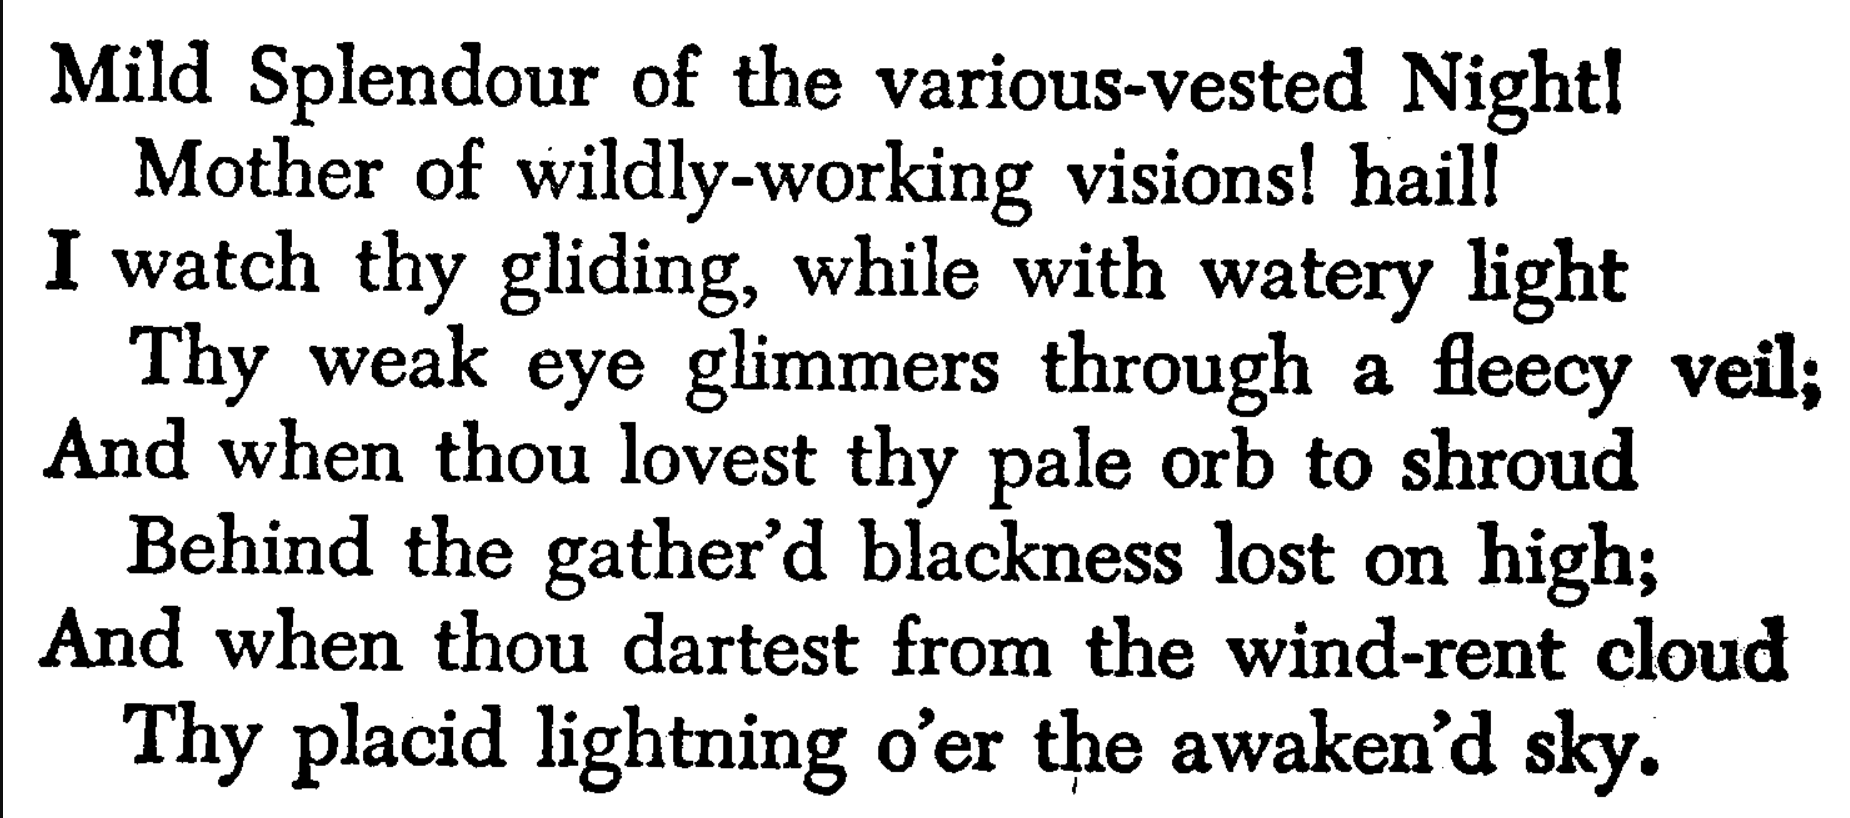 Mild Splendour of the various-vested Night!
Mother of wildly-working visions! hail!
I watch thy gliding, while with watery light
Thy weak eye glimmers through a fleecy veil;
And when thou lovest thy pale orb to shroud
Behind the gather’d blackness lost on high;
And when thou dartest from the wind-rent cloud
Thy placid lightning o’er the awaken’d sky.